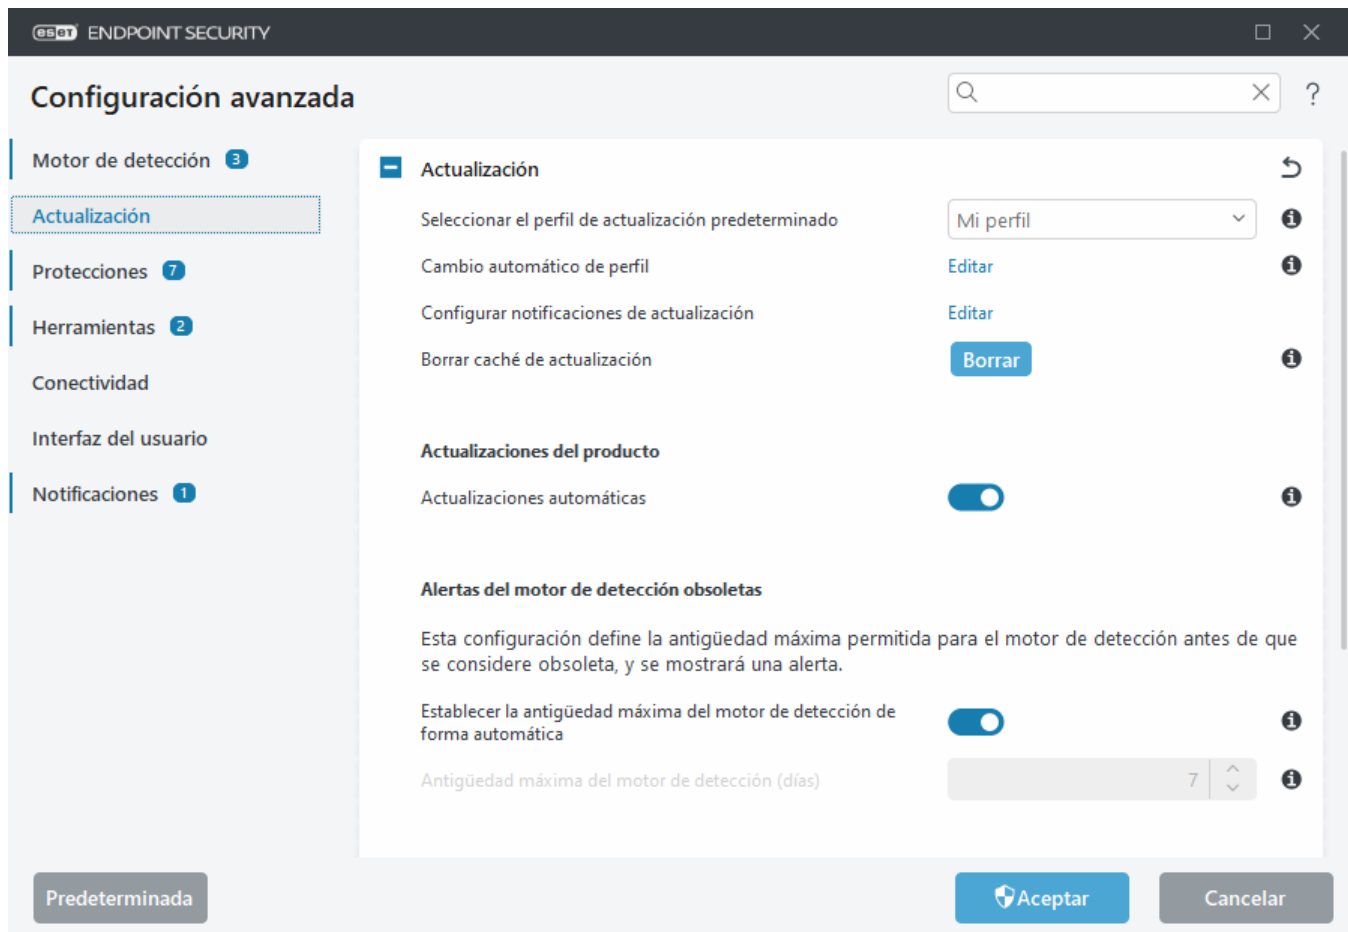 eset ENDPOINT SECURITY
Configuración avanzada
?
Motor de detección 3
Actualización
Protecciones 7
Herramientas 2
Conectividad
Interfaz del usuario
Notificaciones 1
Actualización
Seleccionar el perfil de actualización predeterminado
Mi perfil
Cambio automático de perfil
Editar
Configurar notificaciones de actualización
Editar
Borrar caché de actualización
Borrar
Actualizaciones del producto
Actualizaciones automáticas
Alertas del motor de detección obsoletas
Esta configuración define la antigüedad máxima permitida para el motor de detección antes de que
se considere obsoleta, y se mostrará una alerta.
Establecer la antigüedad máxima del motor de detección de
forma automática
Antigüedad máxima del motor de detección (días)
7
Predeterminada
Aceptar
Cancelar